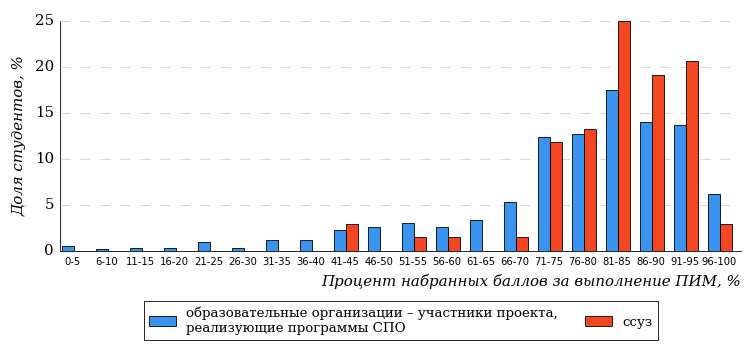 Доля студентов, %
25
20
15
10
5
0
0-5 6-10 11-15 16-20 21-25 26-30 31-35 36-40 41-45 46-50 51-55 56-60 61-65 66-70 71-75 76-80 81-85 86-90 91-95 96-100
Процент набранных баллов за выполнение ПИМ, %
образовательные организации – участники проекта,
реализующие программы СПО
ссуз